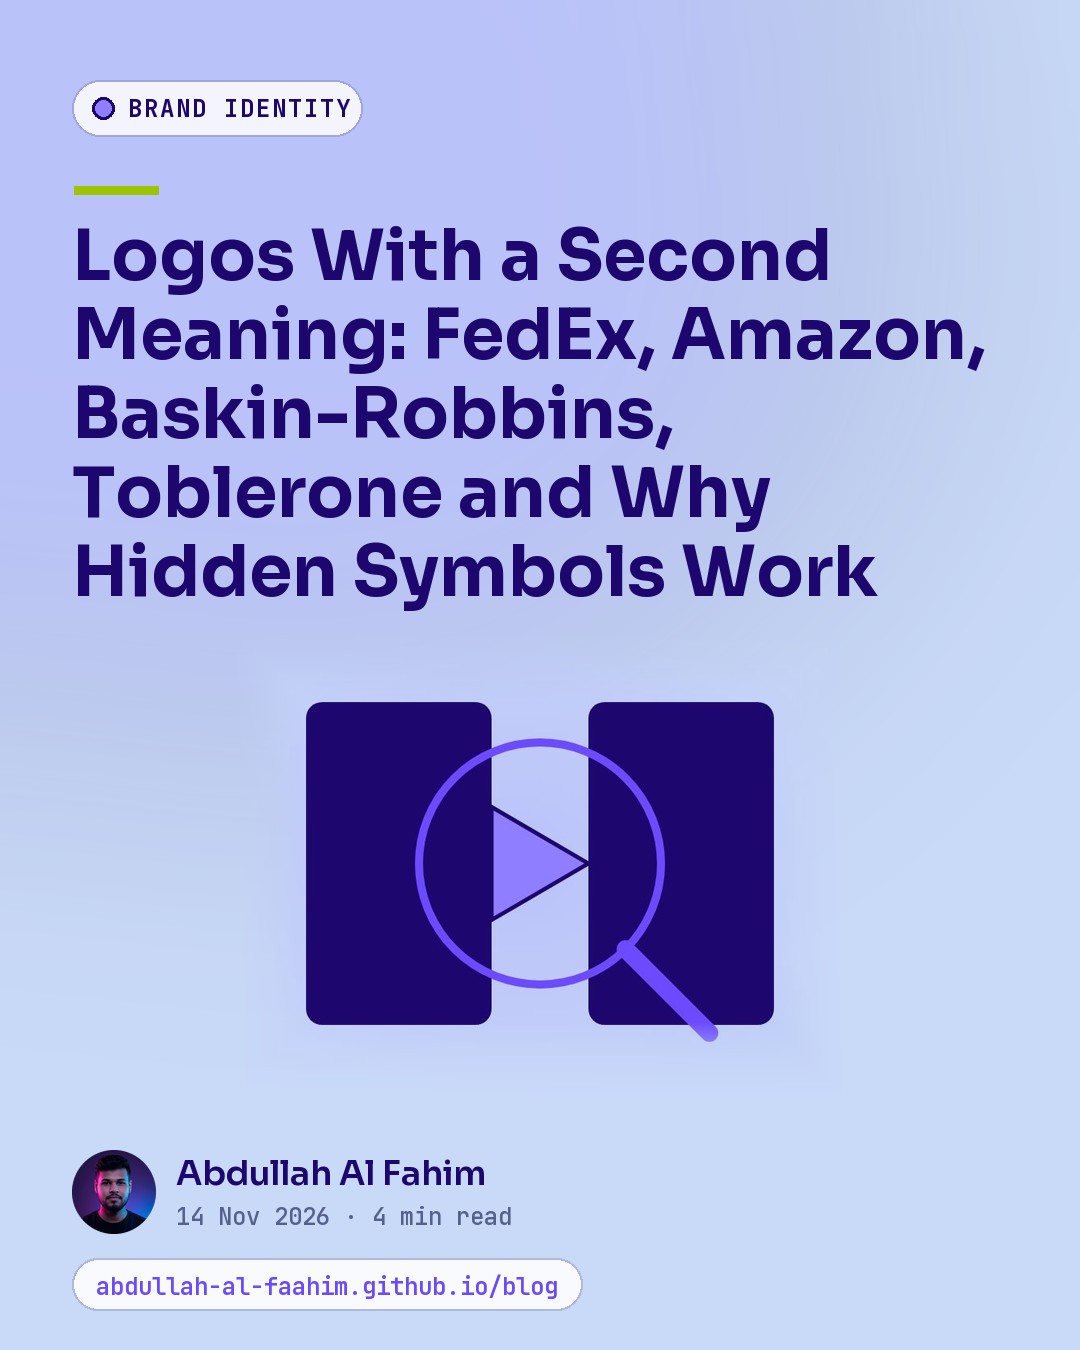 BRAND IDENTITY
Logos With a Second
Meaning: FedEx, Amazon,
Baskin-Robbins,
Toblerone and Why
Hidden Symbols Work
Abdullah Al Fahim
14 Nov 2026 · 4 min read
abdullah-al-faahim.github.io/blog